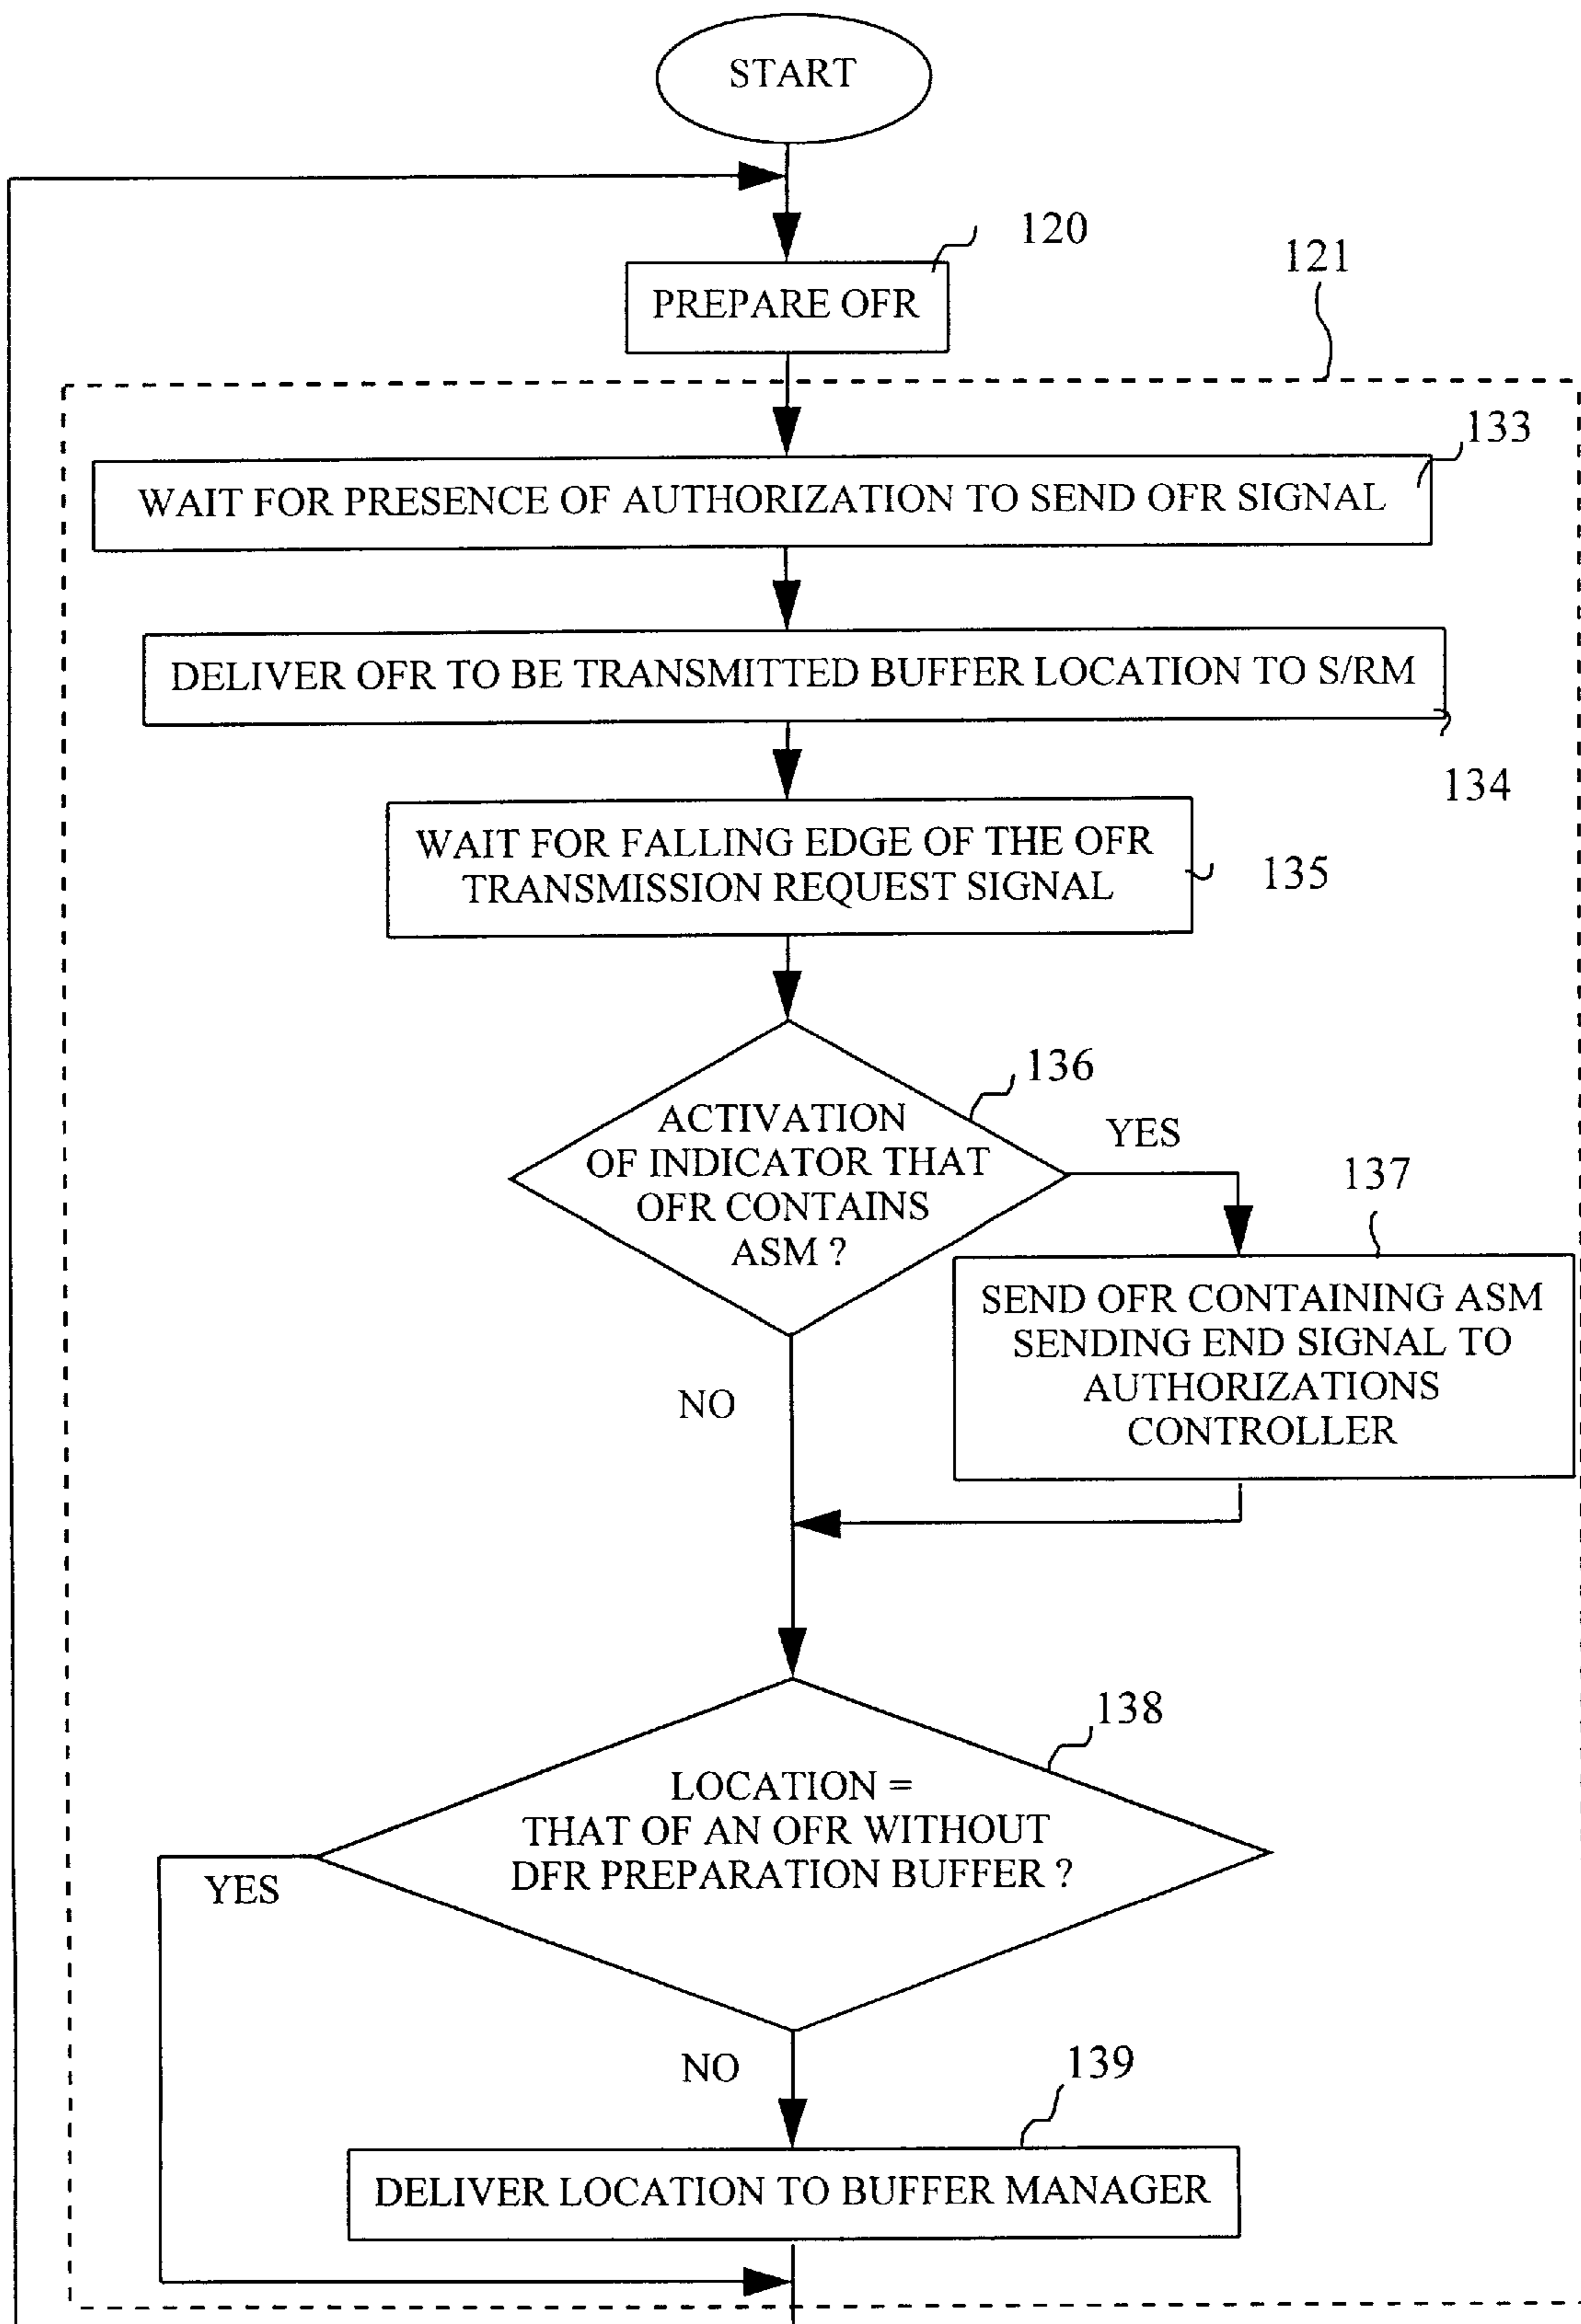 START
120
PREPARE OFR
121
133
WAIT FOR PRESENCE OF AUTHORIZATION TO SEND OFR SIGNAL
DELIVER OFR TO BE TRANSMITTED BUFFER LOCATION TO S/RM
134
WAIT FOR FALLING EDGE OF THE OFR
TRANSMISSION REQUEST SIGNAL
135
136
ACTIVATION
OF INDICATOR THAT
OFR CONTAINS
ASM ?
YES
137
SEND OFR CONTAINING ASM
SENDING END SIGNAL TO
AUTHORIZATIONS
CONTROLLER
NO
138
LOCATION =
THAT OF AN OFR WITHOUT
DFR PREPARATION BUFFER ?
YES
NO
139
DELIVER LOCATION TO BUFFER MANAGER